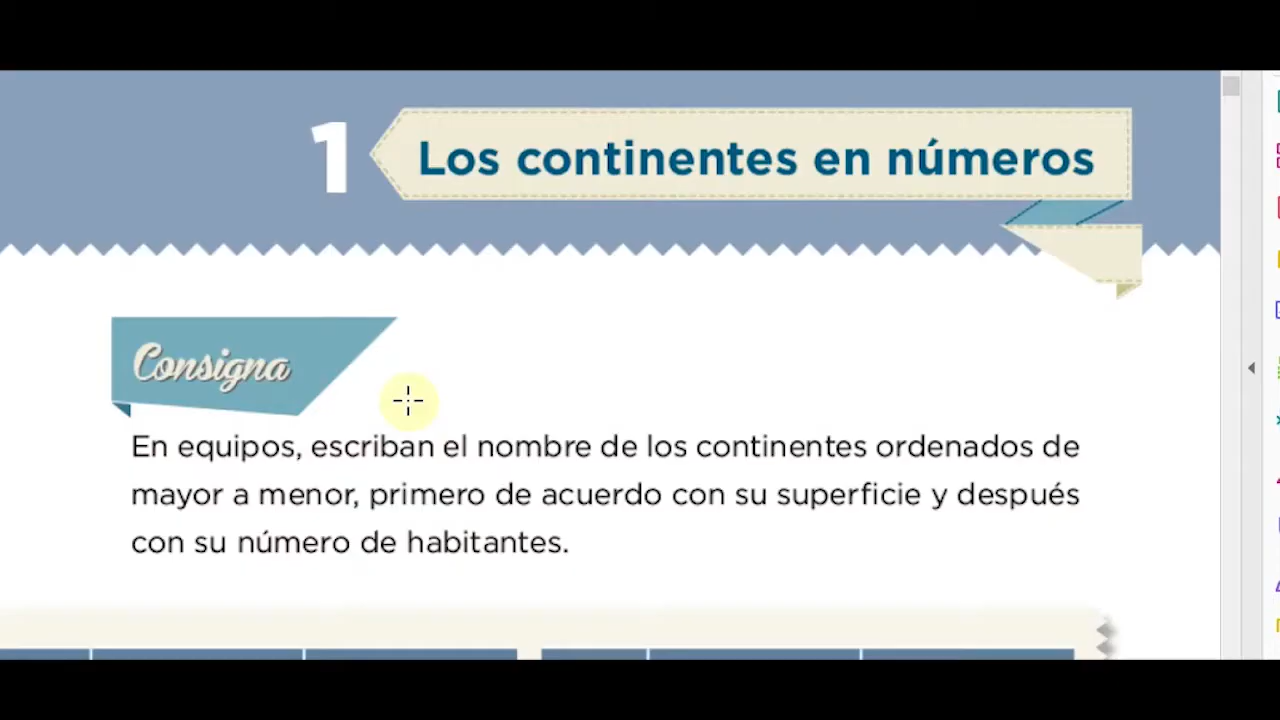 1
Los continentes en números
Consigna
En equipos, escriban el nombre de los continentes ordenados de
mayor a menor, primero de acuerdo con su superficie y después
con su número de habitantes.